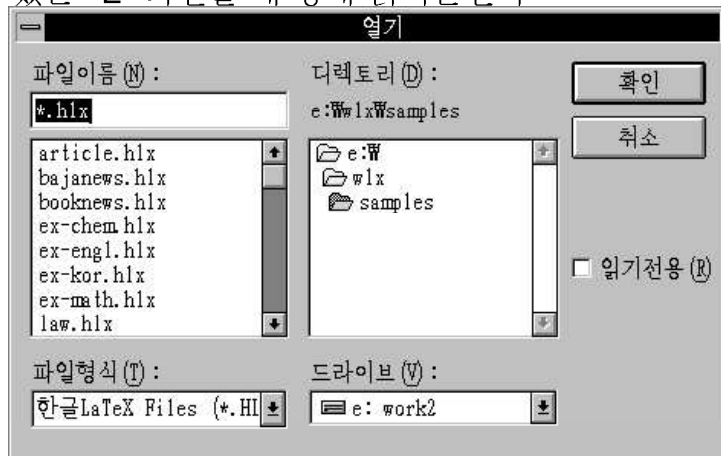 열기
파일이름(N) :
*.hlx
article.hlx
bajanews.hlx
booknews.hlx
ex-chem.hlx
ex-engl.hlx
ex-kor.hlx
ex-math.hlx
law.hlx
파일형식(T) :
한글LaTeX Files (*.HL
디렉토리(D) :
e:₩wlx₩samples
e:₩
wlx
samples
드라이브(V) :
e: work2
확인
취소
읽기전용(R)